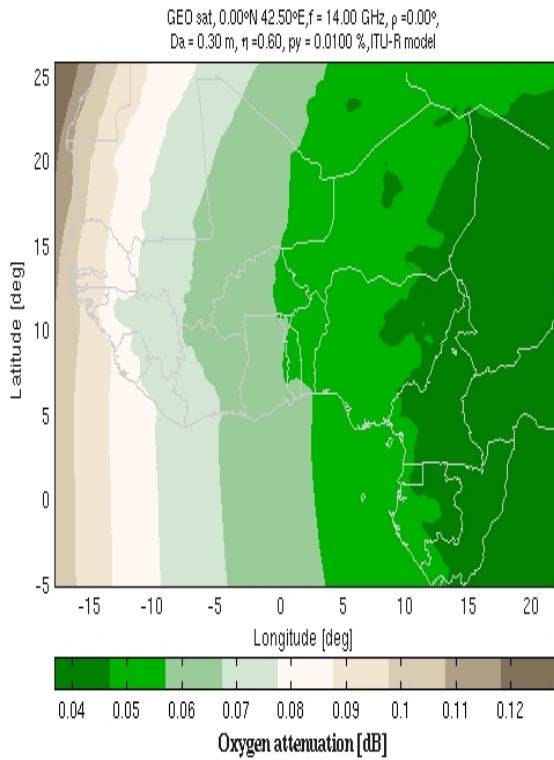 GEO sat, 0.00ºN 42.50ºE,f = 14.00 GHz, ρ =0.00º,
Da = 0.30 m, η =0.60, py = 0.0100 % ,ITU-R model
25
20
15
10
5
0
-5
Latitude [deg]
-15 -10 -5 0 5 10 15 20
Longitude [deg]
0.04 0.05 0.06 0.07 0.08 0.09 0.1 0.11 0.12
Oxygen attenuation [dB]